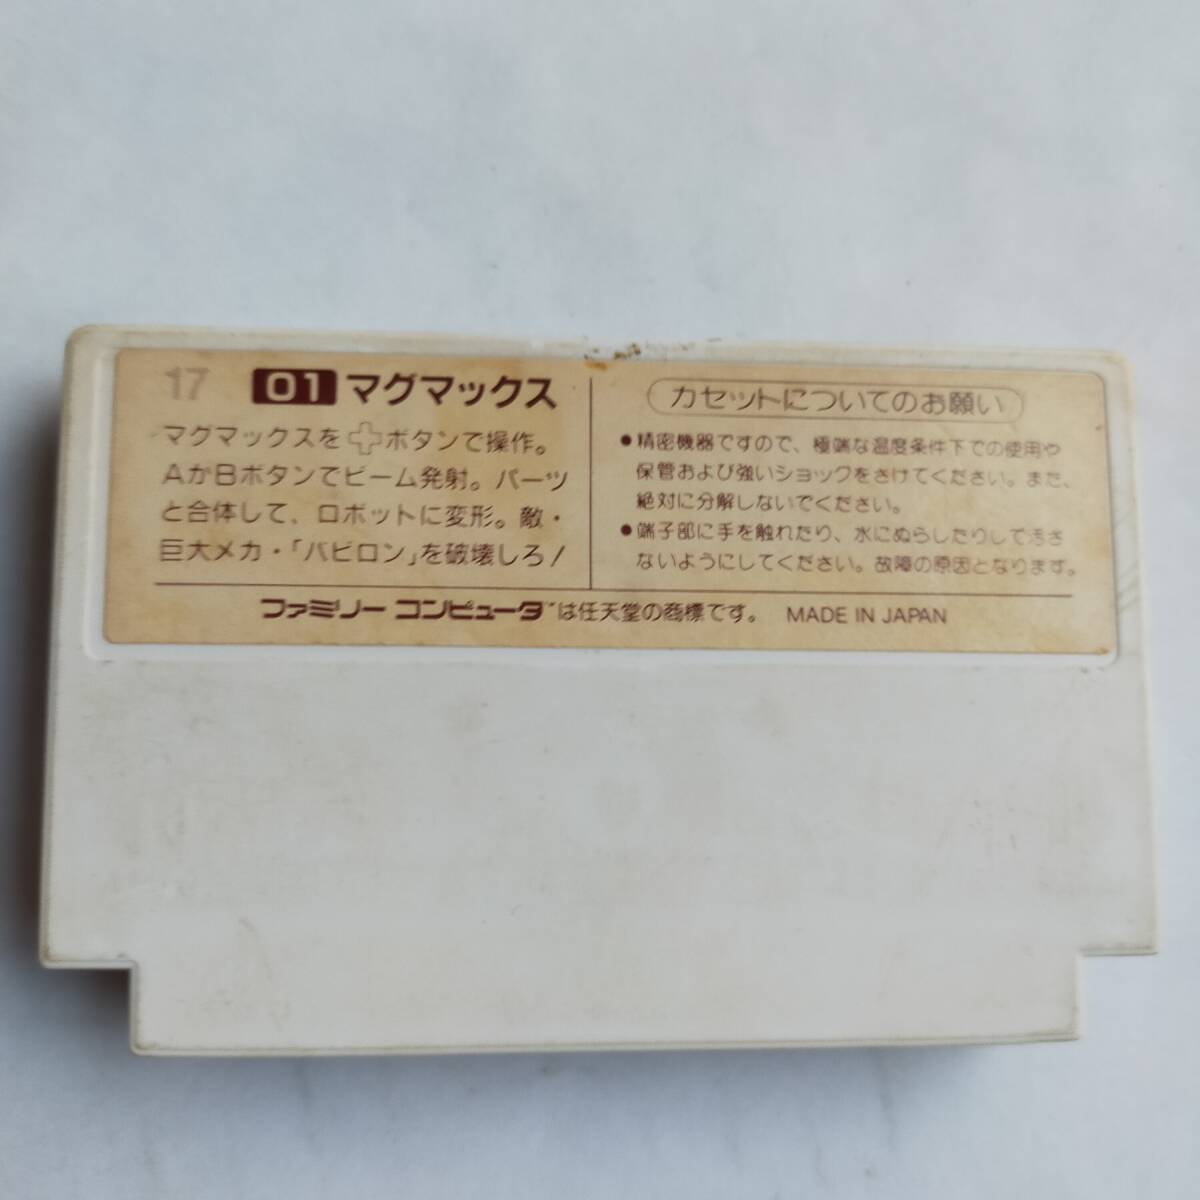 17 01 マグマックス
マグマックスを✚ボタンで操作。
AかBボタンでビーム発射。パーツ
と合体して、ロボットに変形。敵・
巨大メカ・「バビロン」を破壊しろ!
カセットについてのお願い
●精密機器ですので、極端な温度条件下での使用や
保管および強いショックをさけてください。また、
絶対に分解しないでください。
●端子部に手を触れたり、水にぬらしたりして汚さ
ないようにしてください。故障の原因となります。
ファミリー コンピュータ™は任天堂の商標です。 MADE IN JAPAN